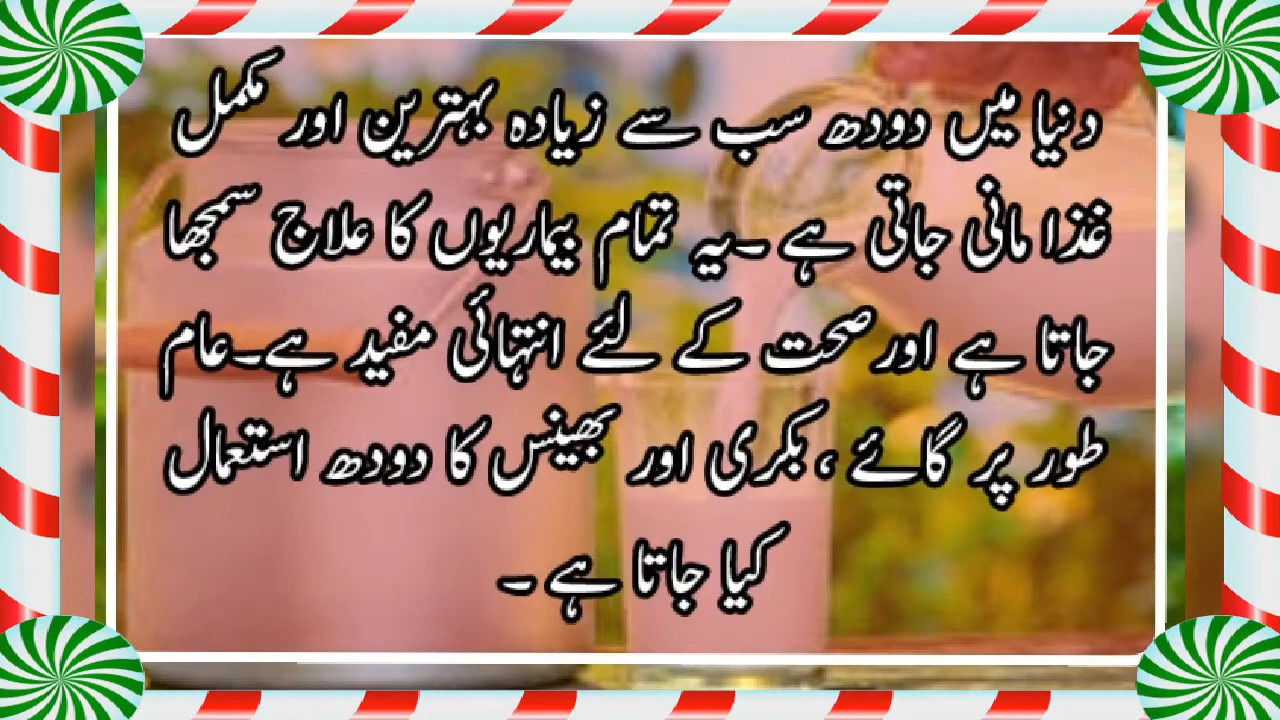 دنیا میں دودھ سب سے زیادہ بہترین اور مکمل
غذا مانی جاتی ہے ۔یہ تمام بیماریوں کا علاج سمجھا
جاتا ہے اور صحت کے لئے انتہائی مفید ہے۔عام
طور پر گائے ،بکری اور بھینس کا دودھ استعمال
کیا جاتا ہے ۔